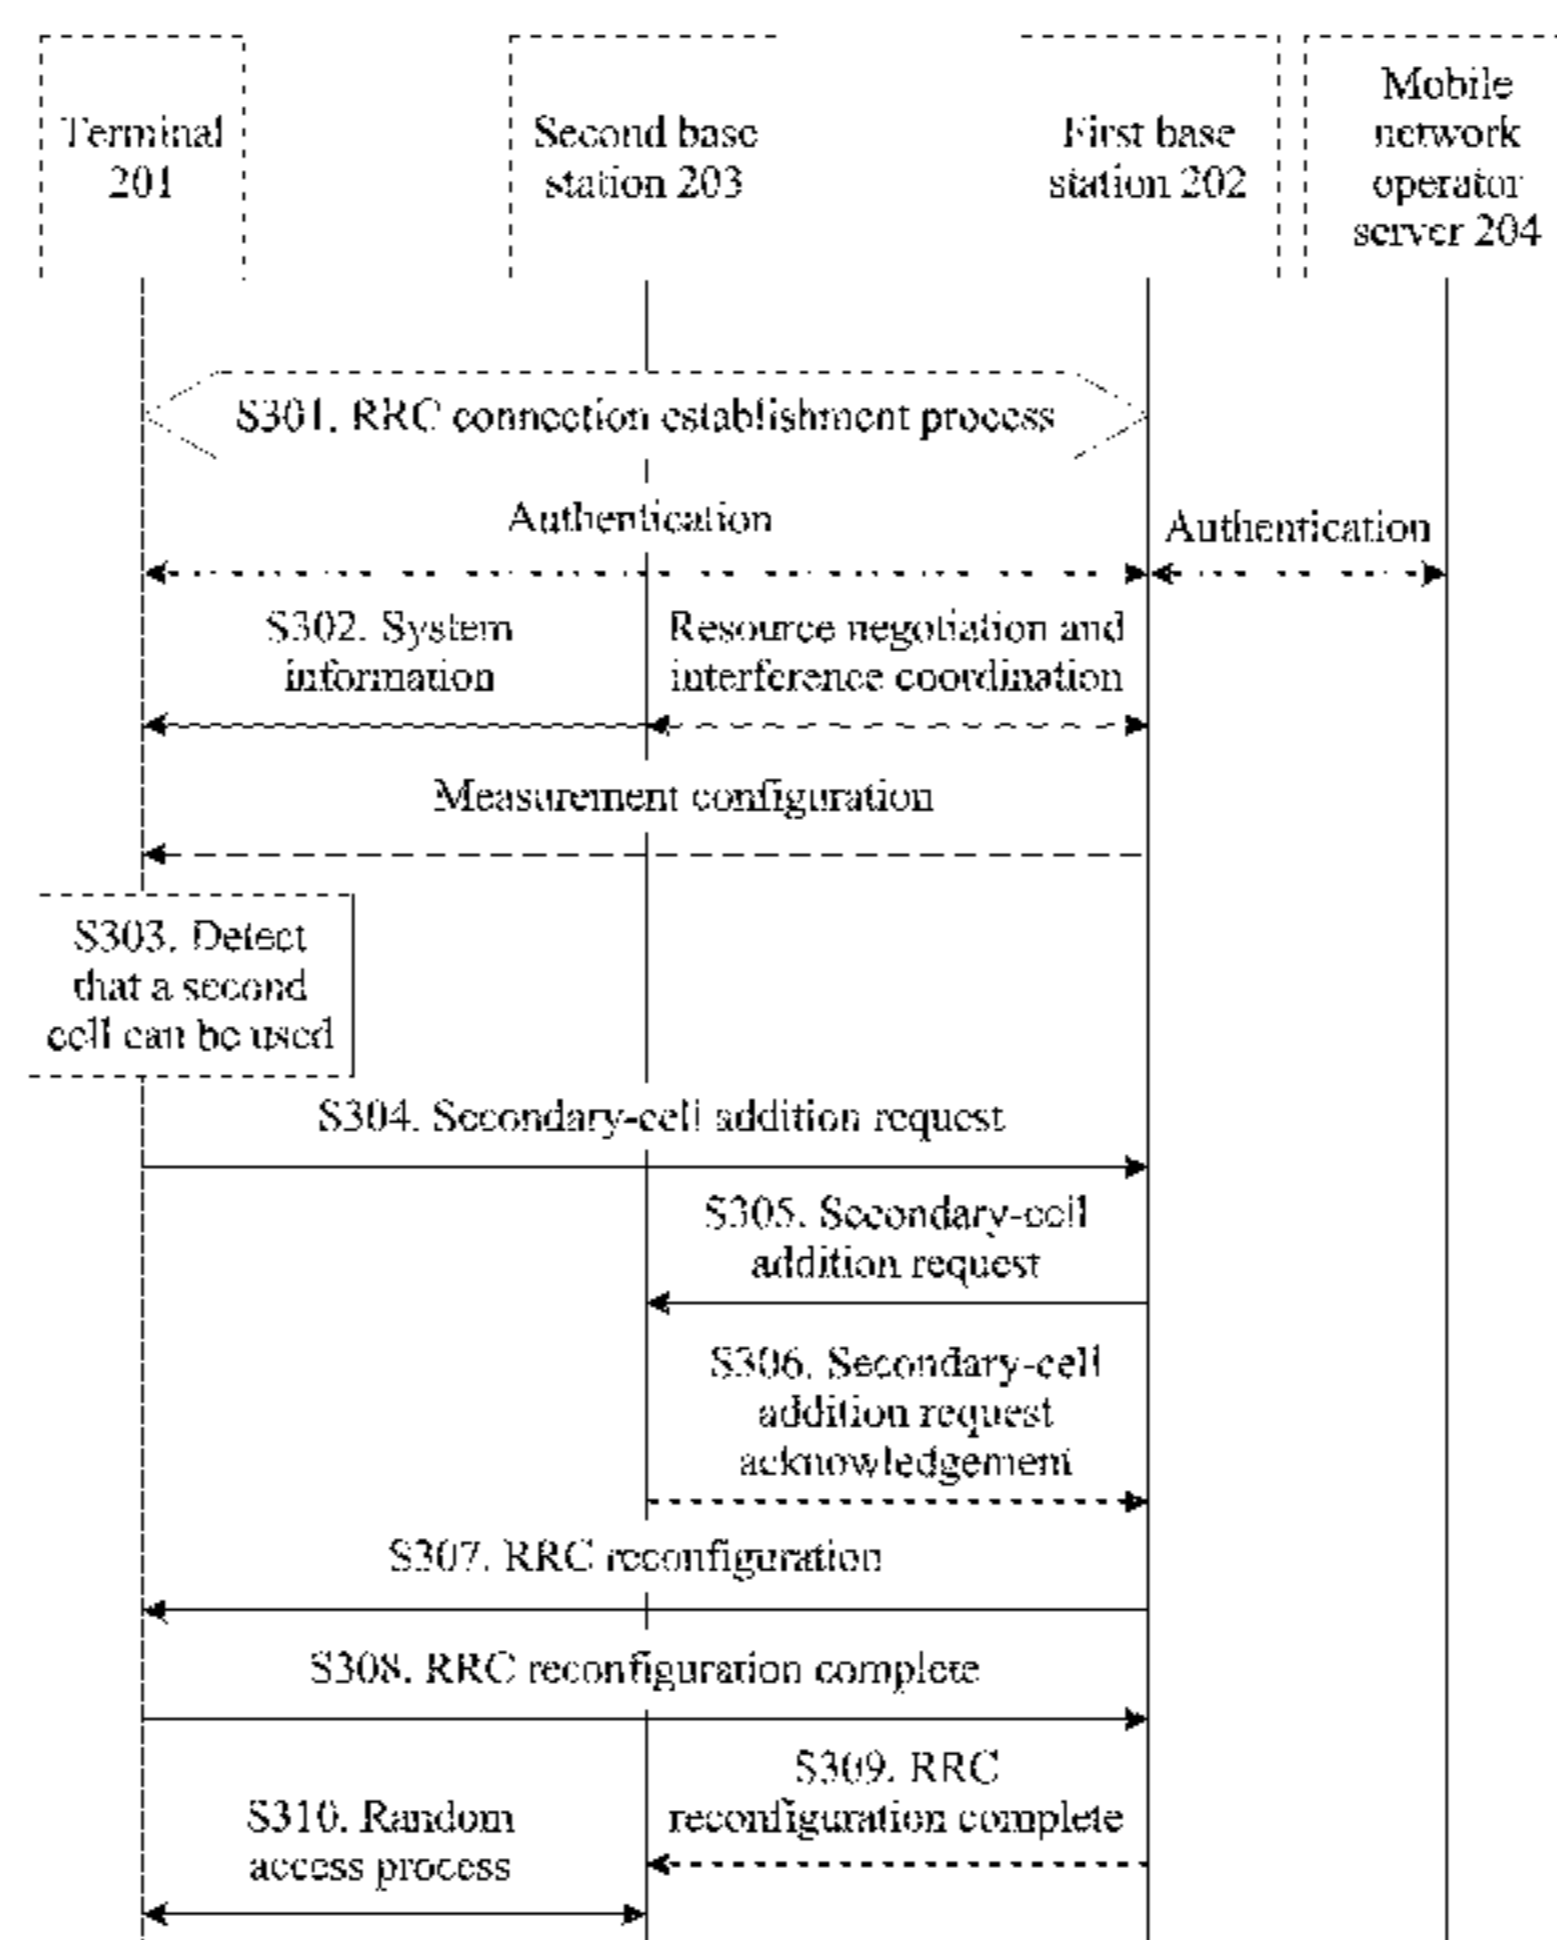 Terminal
201
Second base
station 203
First base
station 202
Mobile
network
operator
server 204
S301. RRC connection establishment process
Authentication
Authentication
S302. System
information
Resource negotiation and
interference coordination
Measurement configuration
S303. Detect
that a second
cell can be used
S304. Secondary-cell addition request
S305. Secondary-cell
addition request
S306. Secondary-cell
addition request
acknowledgement
S307. RRC reconfiguration
S308. RRC reconfiguration complete
S309. RRC
reconfiguration complete
S310. Random
access process